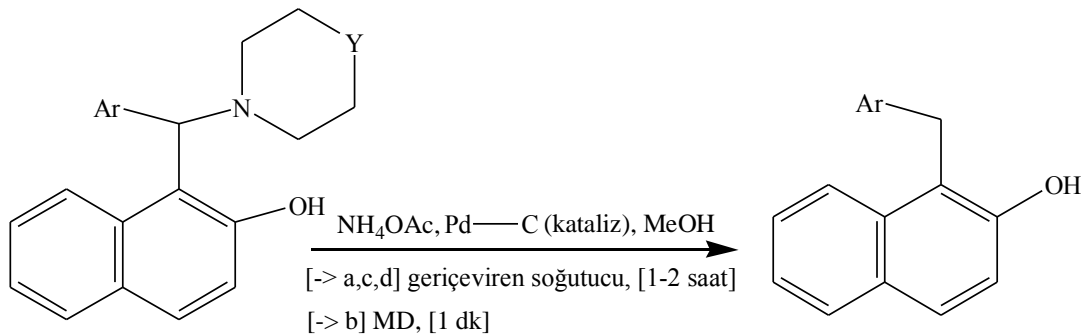 Y
Ar
N
OH
NH4OAc, Pd—C (kataliz), MeOH
[-> a,c,d] geriçeviren soğutucu, [1-2 saat]
[-> b] MD, [1 dk]
Ar
OH